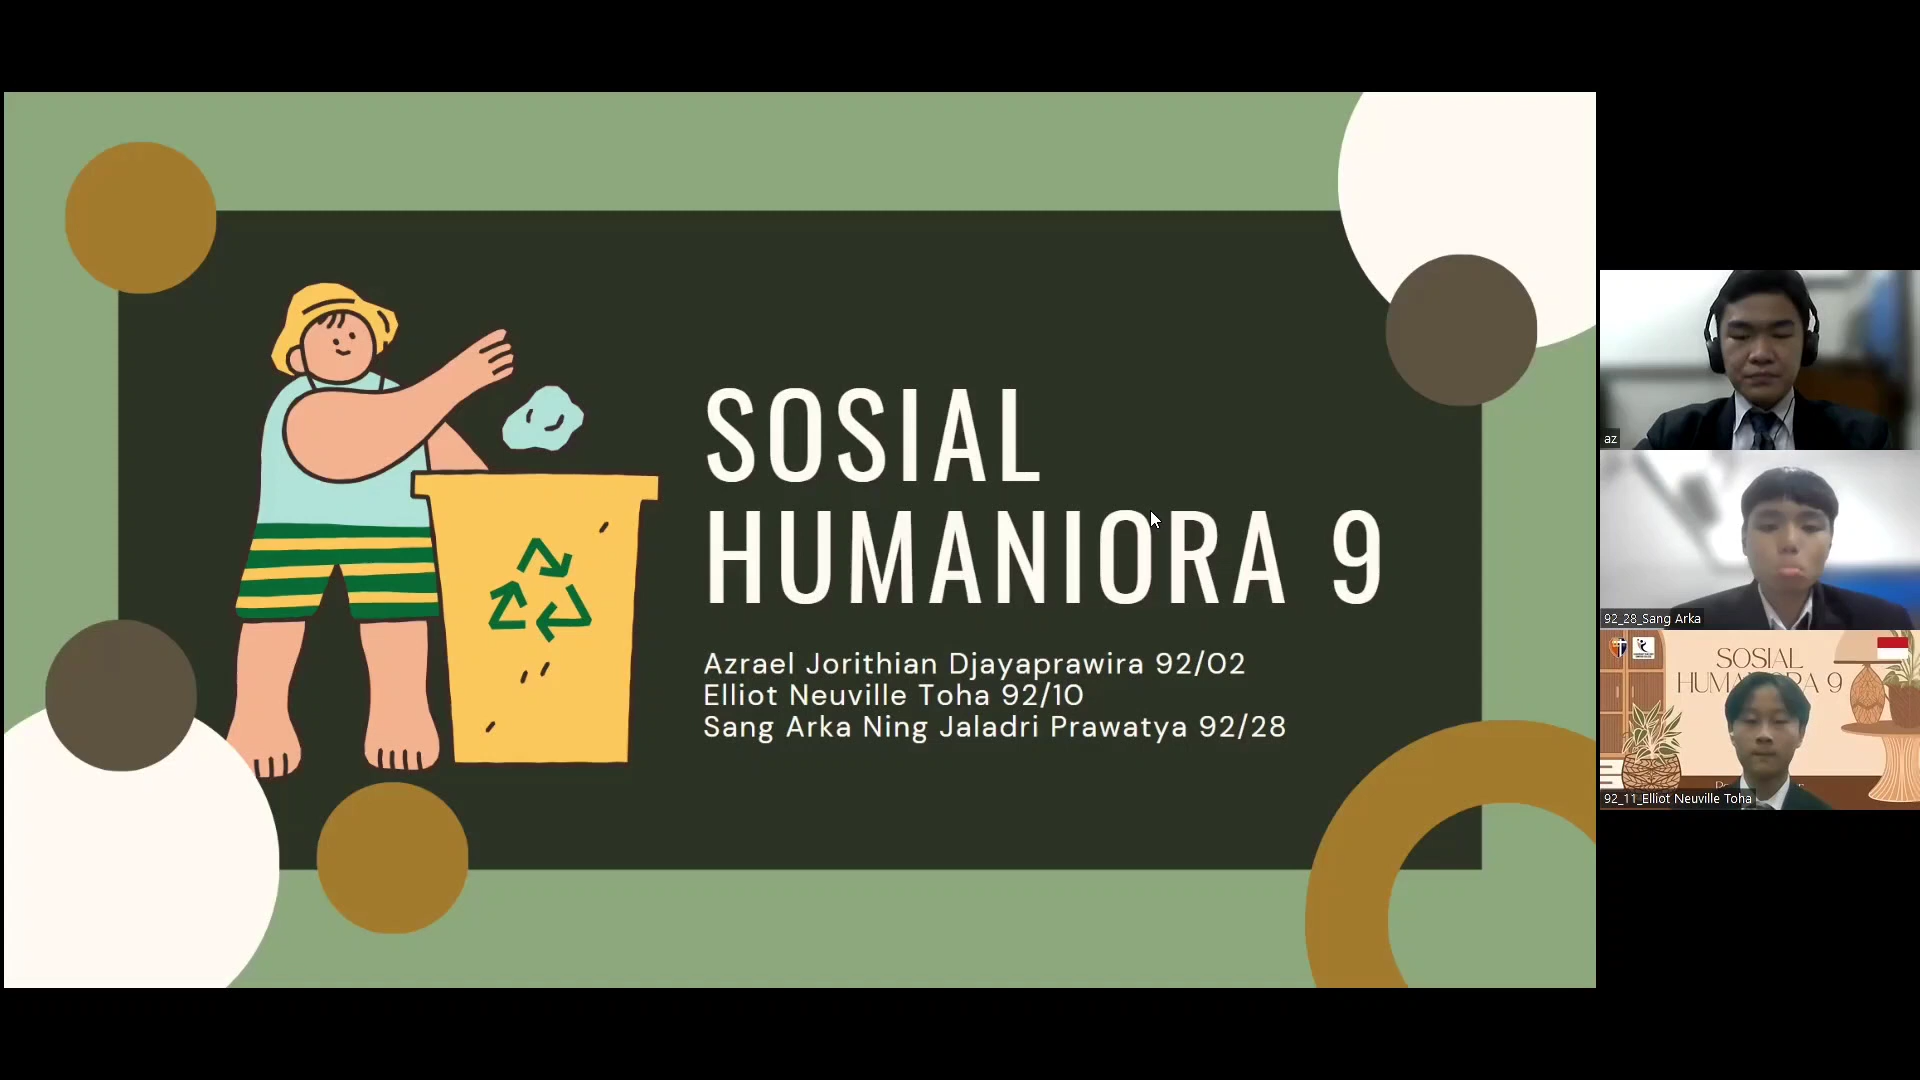 SOSIAL
HUMANIORA 9
Azrael Jorithian Djayaprawira 92/02
Elliot Neuville Toha 92/10
Sang Arka Ning Jaladri Prawatya 92/28
az
92_28_Sang Arka
SOSIAL
92_11_Elliot Neuville Toha